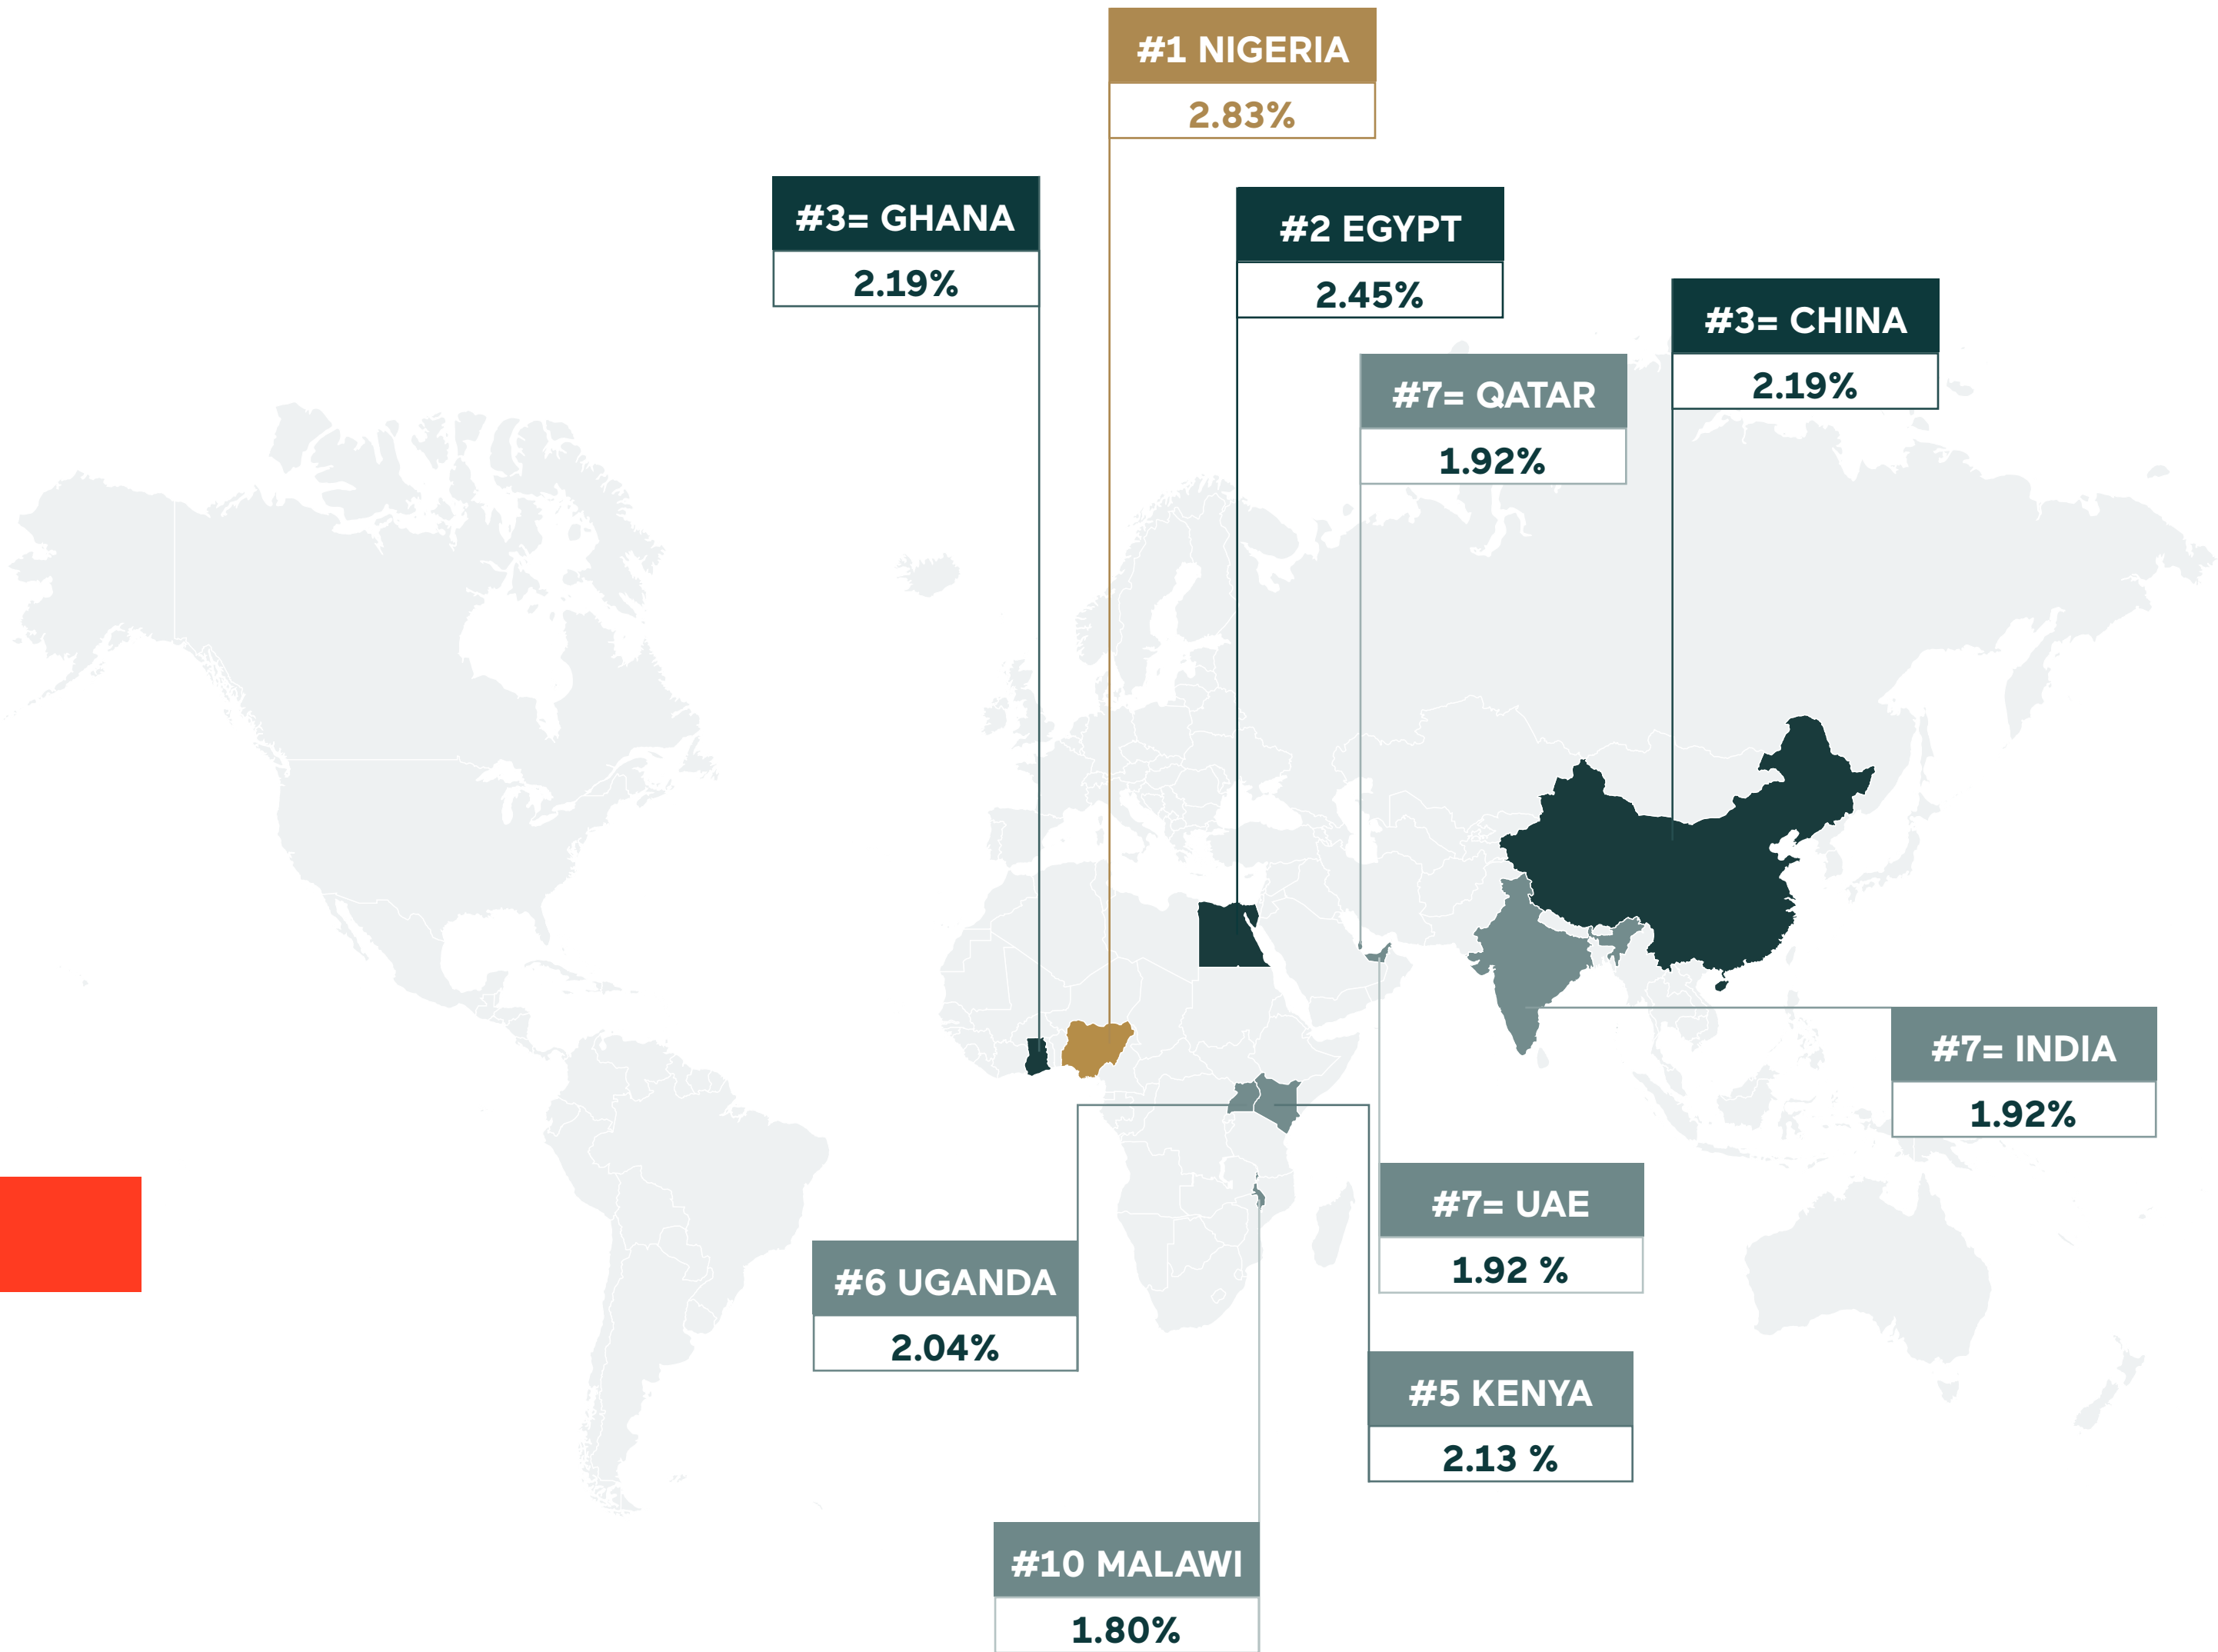 #1 NIGERIA
2.83%
#3= GHANA
2.19%
#2 EGYPT
2.45%
#3= CHINA
2.19%
#7= QATAR
1.92%
#7= INDIA
1.92%
#7= UAE
1.92 %
#6 UGANDA
2.04%
#5 KENYA
2.13 %
#10 MALAWI
1.80%